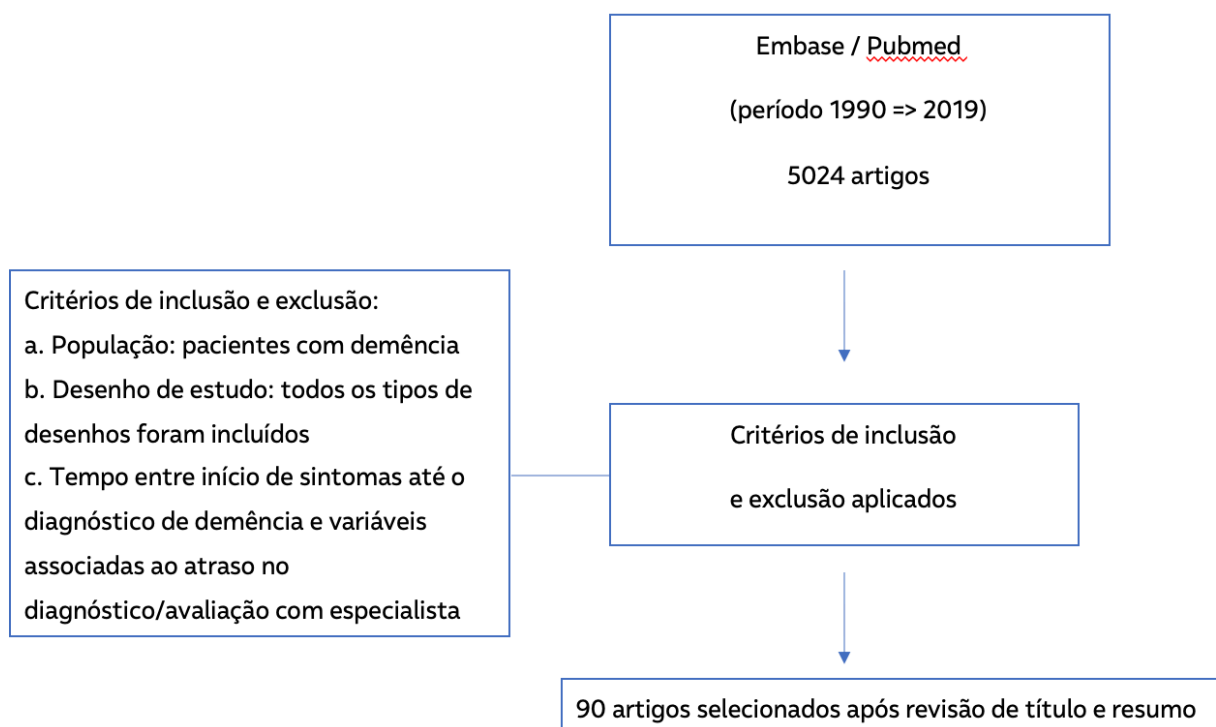 Embase / Pubmed
(período 1990 => 2019)
5024 artigos
Critérios de inclusão e exclusão:
a. População: pacientes com demência
b. Desenho de estudo: todos os tipos de
desenhos foram incluídos
c. Tempo entre início de sintomas até o
diagnóstico de demência e variáveis
associadas ao atraso no
diagnóstico/avaliação com especialista
Critérios de inclusão
e exclusão aplicados
90 artigos selecionados após revisão de título e resumo